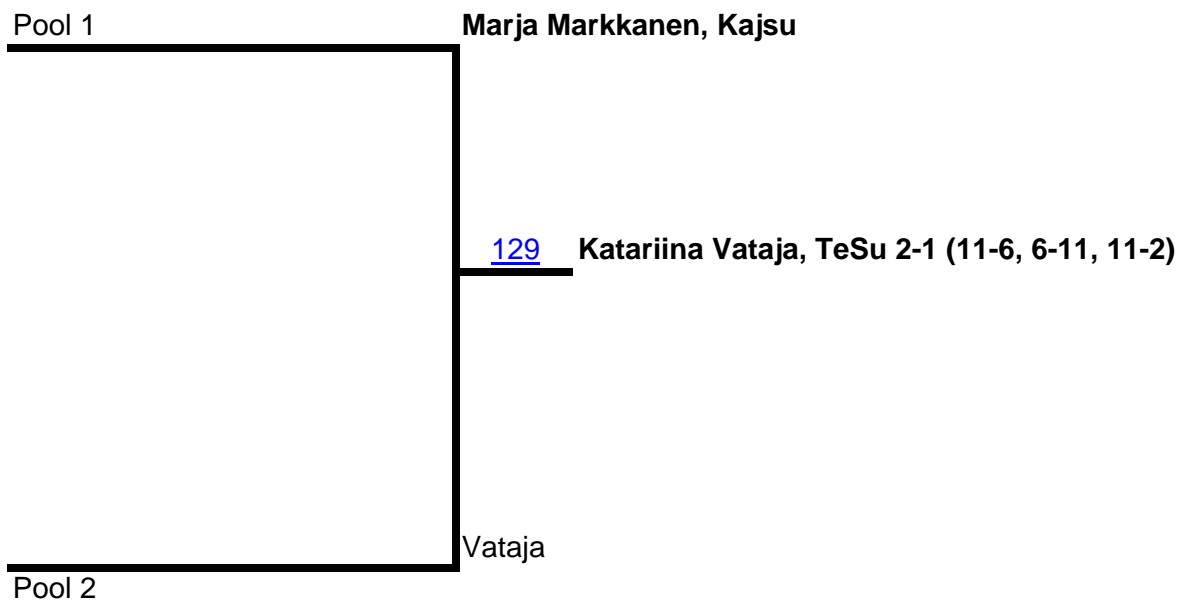 Pool 1
Marja Markkanen, Kajsu
129 Katariina Vataja, TeSu 2-1 (11-6, 6-11, 11-2)
Vataja
Pool 2